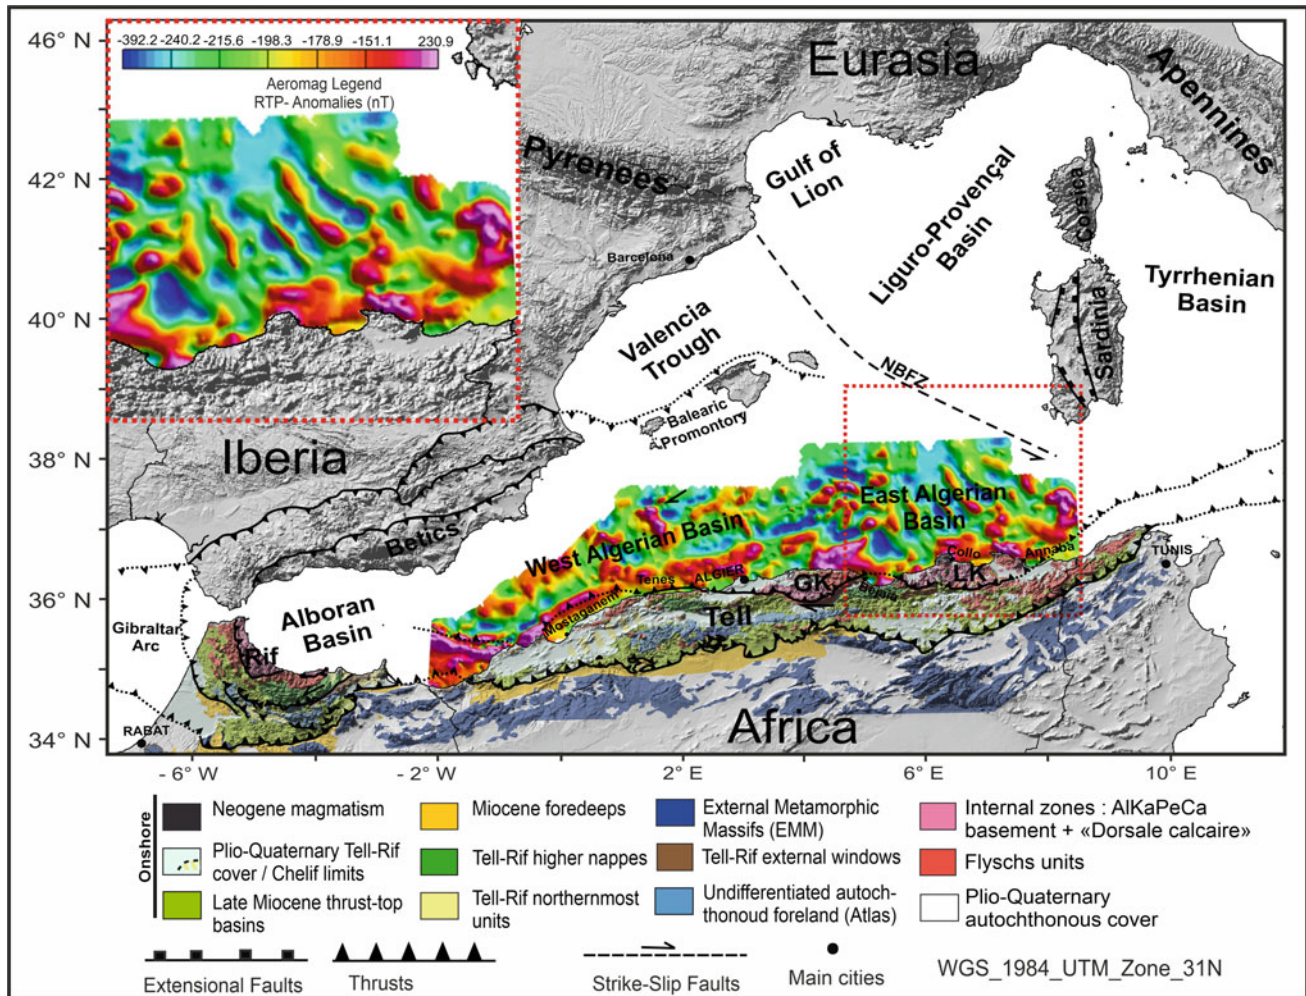 46° N
42° N
40° N
38° N
36° N
34° N
-392.2 -240.2 -215.6 -198.3 -178.9 -151.1 230.9
Aeromag Legend
RTP- Anomalies (nT)
Eurasia
Apennines
Pyrenees
Gulf of
Lion
Liguro-Provençal
Basin
Corsica
Barcelona
Tyrrhenian
Basin
Sardinia
Valencia
Trough
NBFZ
Balearic
Promontory
Iberia
East Algerian
Basin
West Algerian Basin
Betics
Collo
Annaba
TUNIS
Tenes
ALGIER
GK
LK
Mostaganem
Tell
Alboran
Basin
Gibraltar
Arc
Rif
RABAT
Africa
- 6° W
- 2° W
2° E
6° E
10° E
Onshore
Neogene magmatism
Miocene foredeeps
External Metamorphic
Massifs (EMM)
Internal zones : AlKaPeCa
basement + «Dorsale calcaire»
Plio-Quaternary Tell-Rif
cover / Chelif limits
Tell-Rif higher nappes
Tell-Rif external windows
Flyschs units
Late Miocene thrust-top
basins
Tell-Rif northernmost
units
Undifferentiated autoch-
thonoud foreland (Atlas)
Plio-Quaternary
autochthonous cover
Extensional Faults
Thrusts
Strike-Slip Faults
Main cities
WGS_1984_UTM_Zone_31N